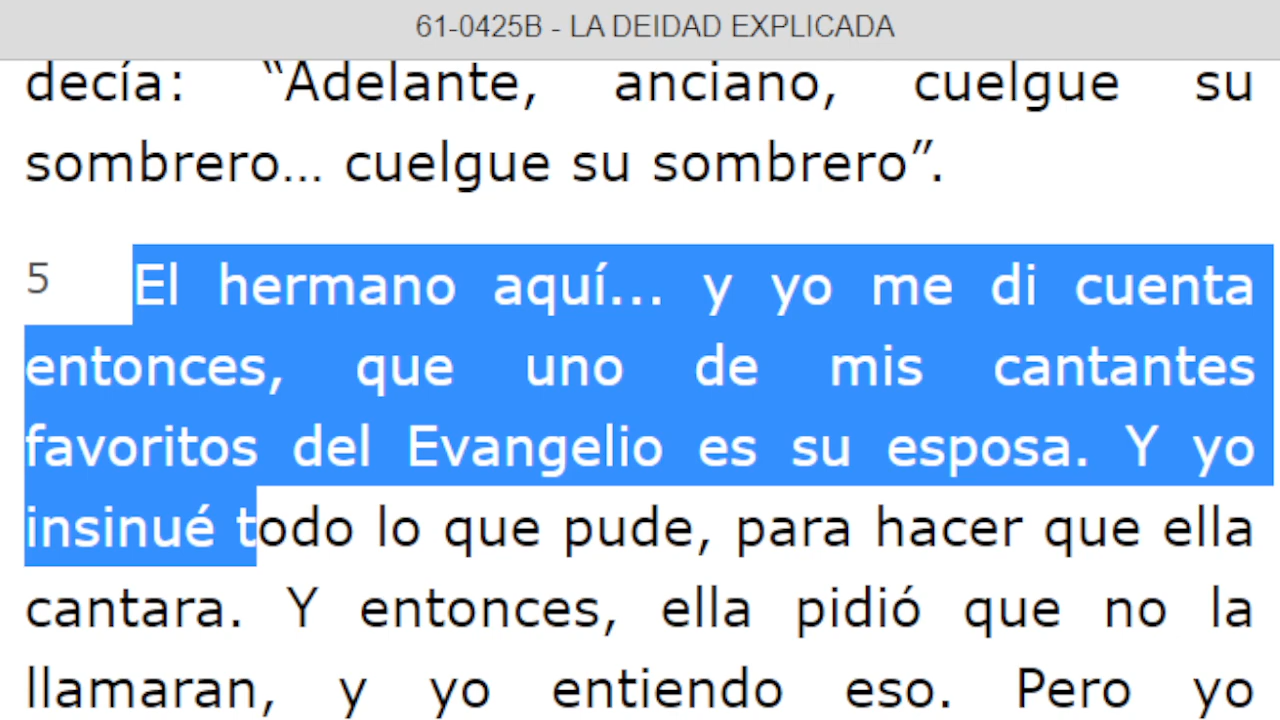 61-0425B - LA DEIDAD EXPLICADA
decía: “Adelante, anciano, cuelgue su
sombrero... cuelgue su sombrero”.
5 El hermano aquí... y yo me di cuenta
entonces, que uno de mis cantantes
favoritos del Evangelio es su esposa. Y yo
insinué todo lo que pude, para hacer que ella
cantara. Y entonces, ella pidió que no la
llamaran, y yo entiendo eso. Pero yo